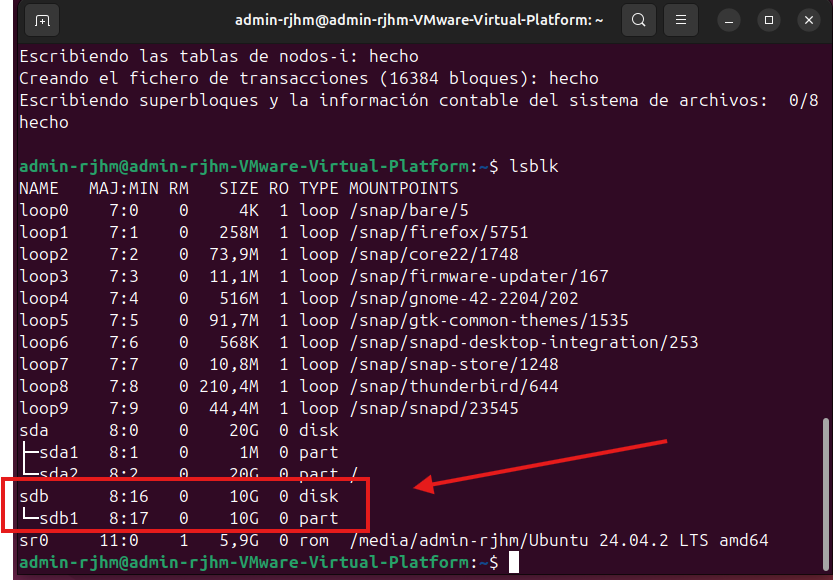 admin-rjhm@admin-rjhm-VMware-Virtual-Platform: ~
Escribiendo las tablas de nodos-i: hecho
Creando el fichero de transacciones (16384 bloques): hecho
Escribiendo superbloques y la información contable del sistema de archivos:  0/8
hecho
admin-rjhm@admin-rjhm-VMware-Virtual-Platform:~$ lsblk
NAME   MAJ:MIN RM   SIZE RO TYPE MOUNTPOINTS
loop0    7:0    0     4K  1 loop /snap/bare/5
loop1    7:1    0   258M  1 loop /snap/firefox/5751
loop2    7:2    0  73,9M  1 loop /snap/core22/1748
loop3    7:3    0  11,1M  1 loop /snap/firmware-updater/167
loop4    7:4    0   516M  1 loop /snap/gnome-42-2204/202
loop5    7:5    0  91,7M  1 loop /snap/gtk-common-themes/1535
loop6    7:6    0   568K  1 loop /snap/snapd-desktop-integration/253
loop7    7:7    0  10,8M  1 loop /snap/snap-store/1248
loop8    7:8    0 210,4M  1 loop /snap/thunderbird/644
loop9    7:9    0  44,4M  1 loop /snap/snapd/23545
sda      8:0    0    20G  0 disk
├─sda1   8:1    0     1M  0 part
└─sda2   8:2    0    20G  0 part /
sdb      8:16   0    10G  0 disk
└─sdb1   8:17   0    10G  0 part
sr0     11:0    1   5,9G  0 rom  /media/admin-rjhm/Ubuntu 24.04.2 LTS amd64
admin-rjhm@admin-rjhm-VMware-Virtual-Platform:~$